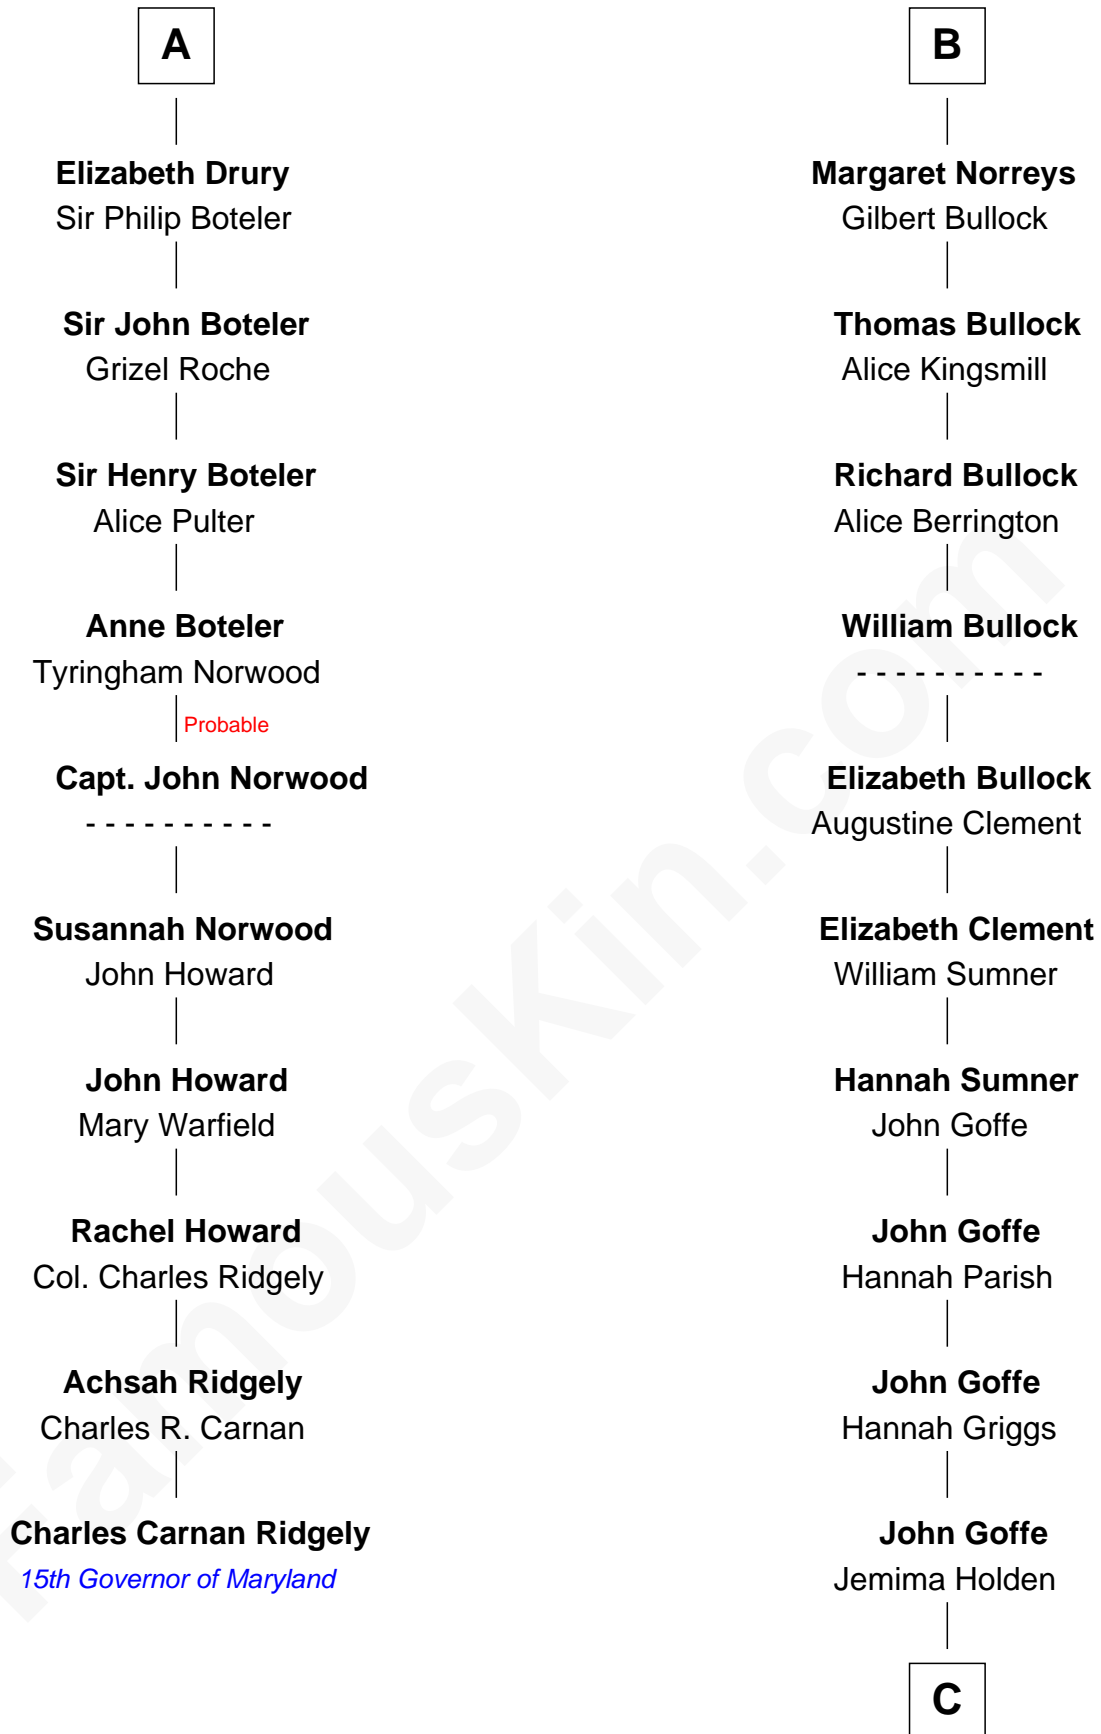 A
Elizabeth Drury
Sir Philip Boteler
Sir John Boteler
Grizel Roche
Sir Henry Boteler
Alice Pulter
Anne Boteler
Tyringham Norwood
Probable
Capt. John Norwood
- - - - - - - - - -
Susannah Norwood
John Howard
John Howard
Mary Warfield
Rachel Howard
Col. Charles Ridgely
Achsah Ridgely
Charles R. Carnan
Charles Carnan Ridgely
15th Governor of Maryland
B
Margaret Norreys
Gilbert Bullock
Thomas Bullock
Alice Kingsmill
Richard Bullock
Alice Berrington
William Bullock
- - - - - - - - - -
Elizabeth Bullock
Augustine Clement
Elizabeth Clement
William Sumner
Hannah Sumner
John Goffe
John Goffe
Hannah Parish
John Goffe
Hannah Griggs
John Goffe
Jemima Holden
C
FamousKin.com